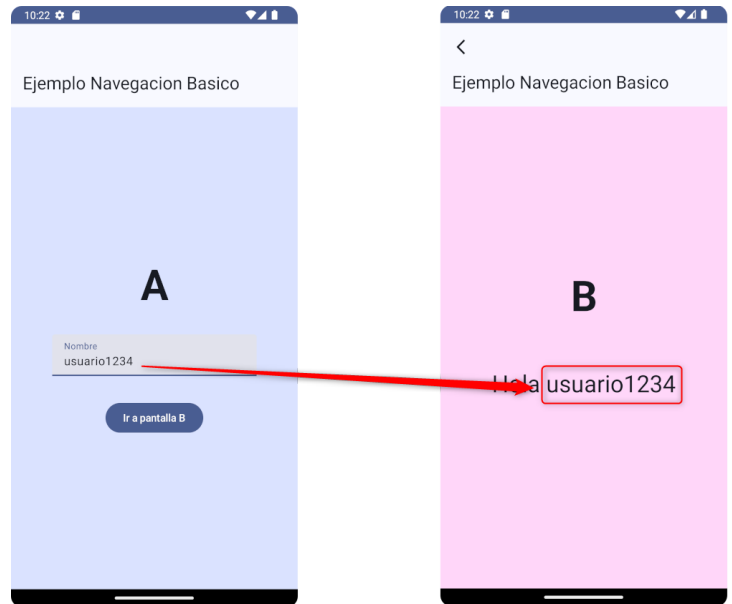 10:22
Ejemplo Navegacion Basico
A
Nombre
usuario1234
Ir a pantalla B
10:22
Ejemplo Navegacion Basico
B
Hola usuario1234